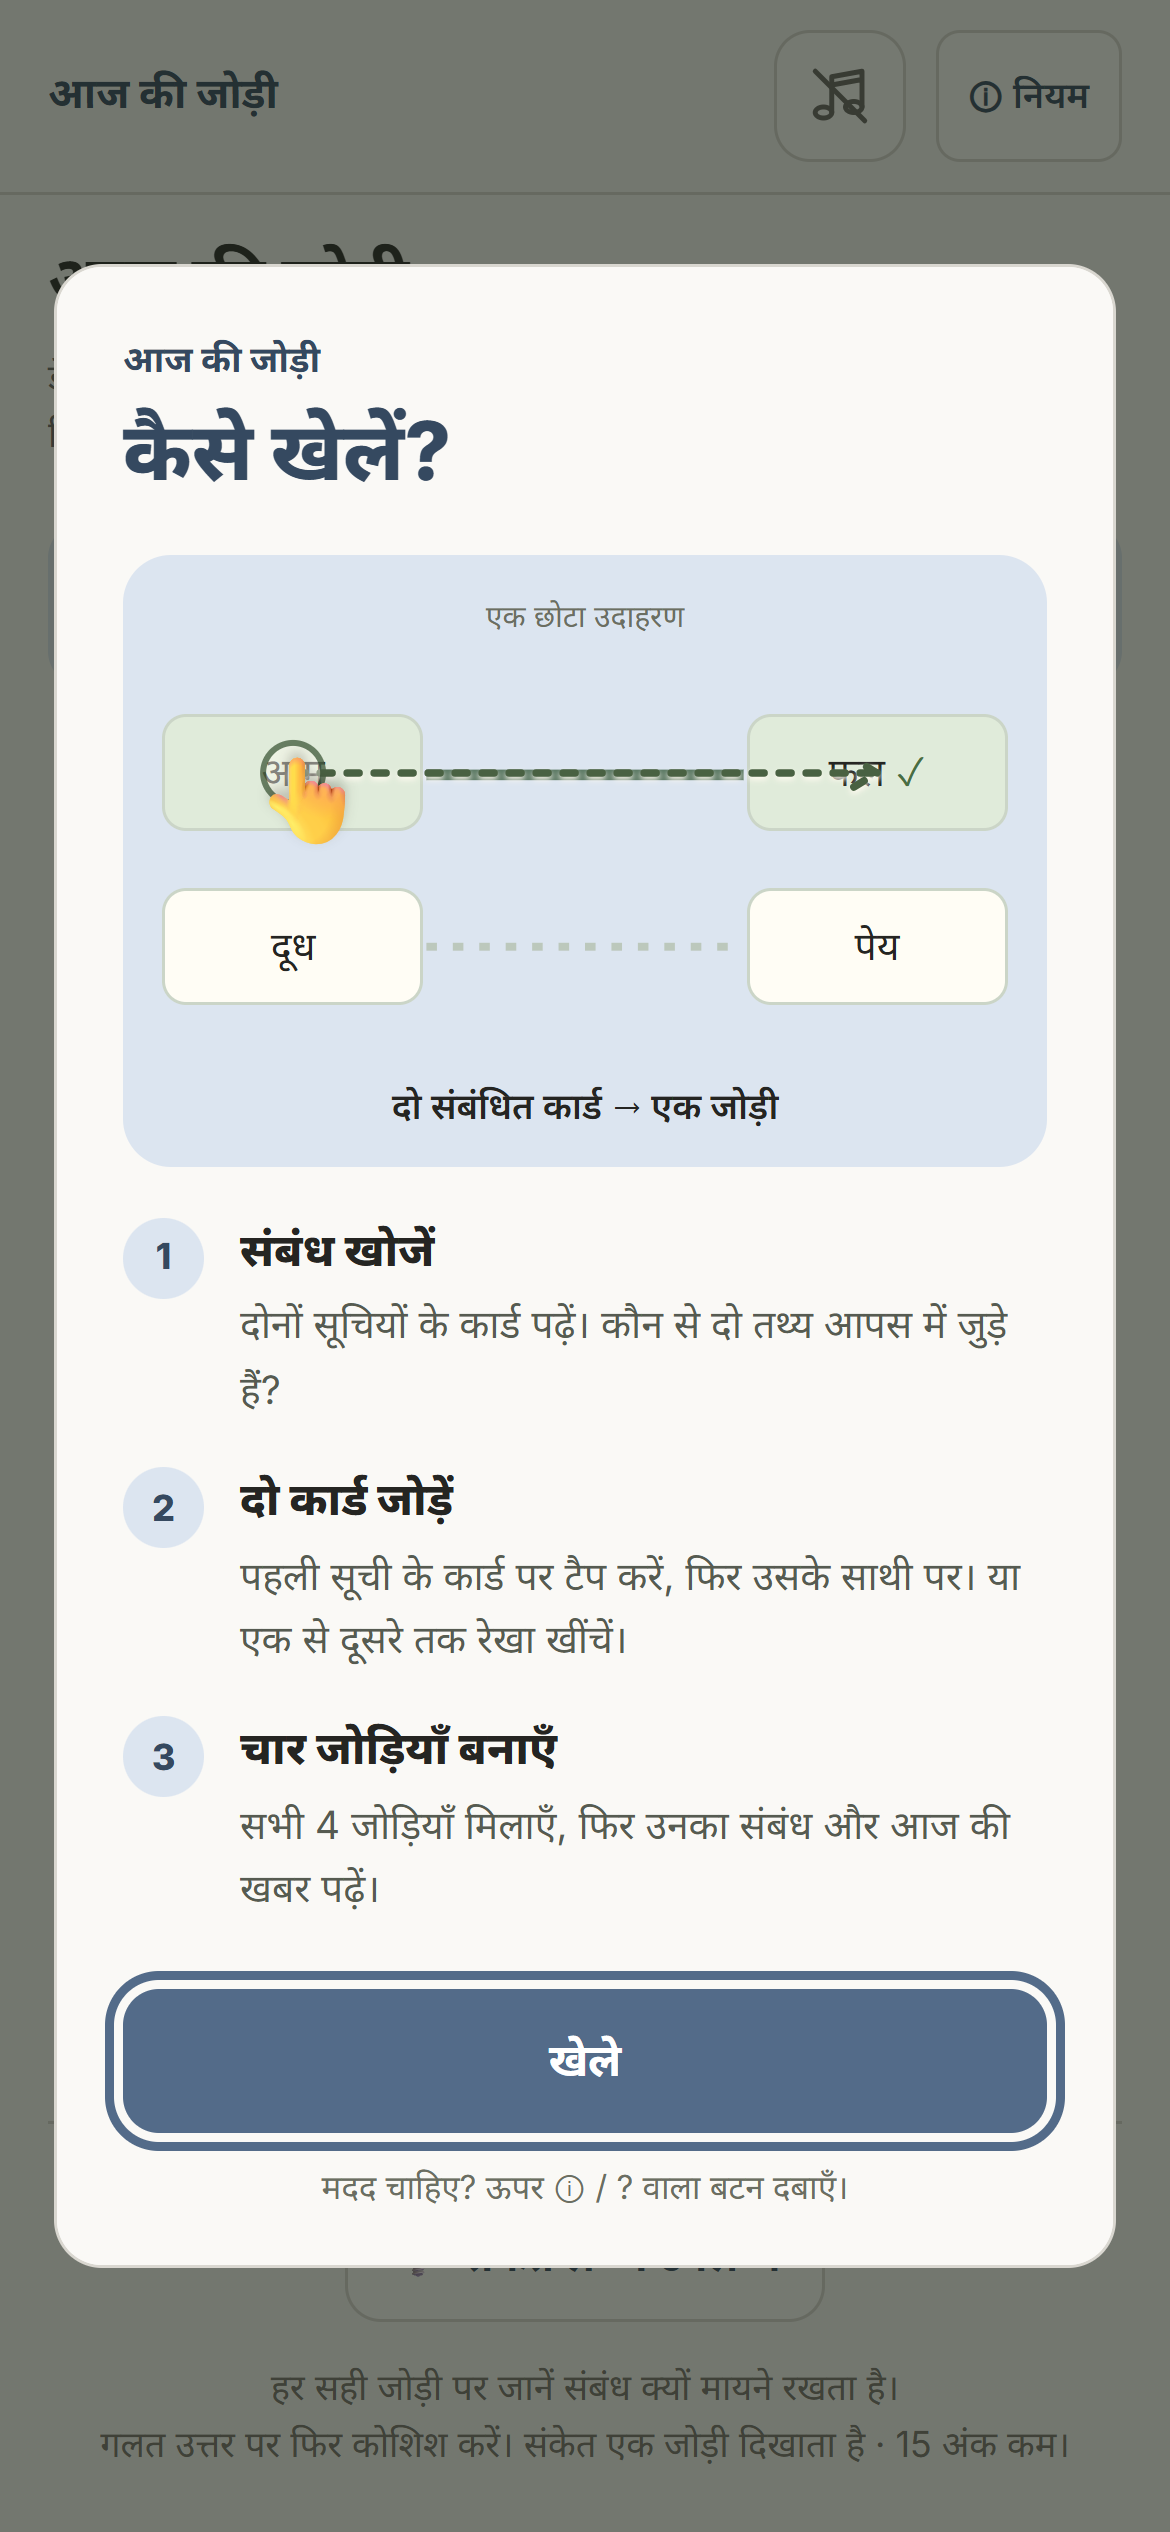 आज की जोड़ी
ⓘ नियम
आज की जोड़ी
कैसे खेलें?
एक छोटा उदाहरण
फल ✓
दूध
पेय
दो संबंधित कार्ड → एक जोड़ी
1
संबंध खोजें
दोनों सूचियों के कार्ड पढ़ें। कौन से दो तथ्य आपस में जुड़े
हैं?
2
दो कार्ड जोड़ें
पहली सूची के कार्ड पर टैप करें, फिर उसके साथी पर। या
एक से दूसरे तक रेखा खींचें।
3
चार जोड़ियाँ बनाएँ
सभी 4 जोड़ियाँ मिलाएँ, फिर उनका संबंध और आज की
खबर पढ़ें।
खेले
मदद चाहिए? ऊपर ⓘ / ? वाला बटन दबाएँ।
हर सही जोड़ी पर जानें संबंध क्यों मायने रखता है।
गलत उत्तर पर फिर कोशिश करें। संकेत एक जोड़ी दिखाता है · 15 अंक कम।